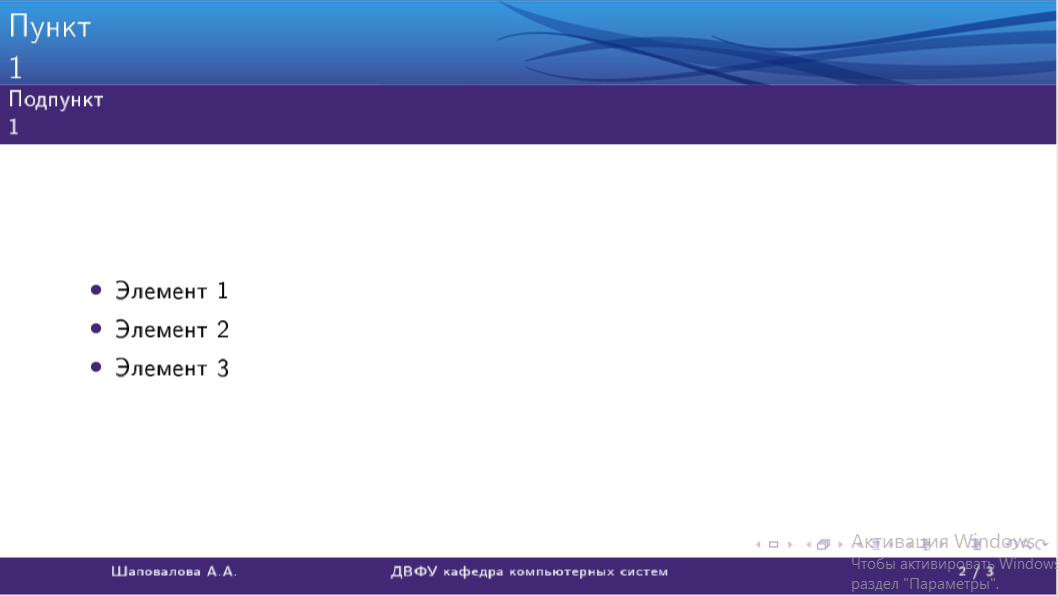 Пункт
1
Подпункт
1
Элемент 1
Элемент 2
Элемент 3
Активация Windows
Чтобы активировать Windows
раздел "Параметры".
Шаповалова А.А. ДВФУ кафедра компьютерных систем 2 / 3